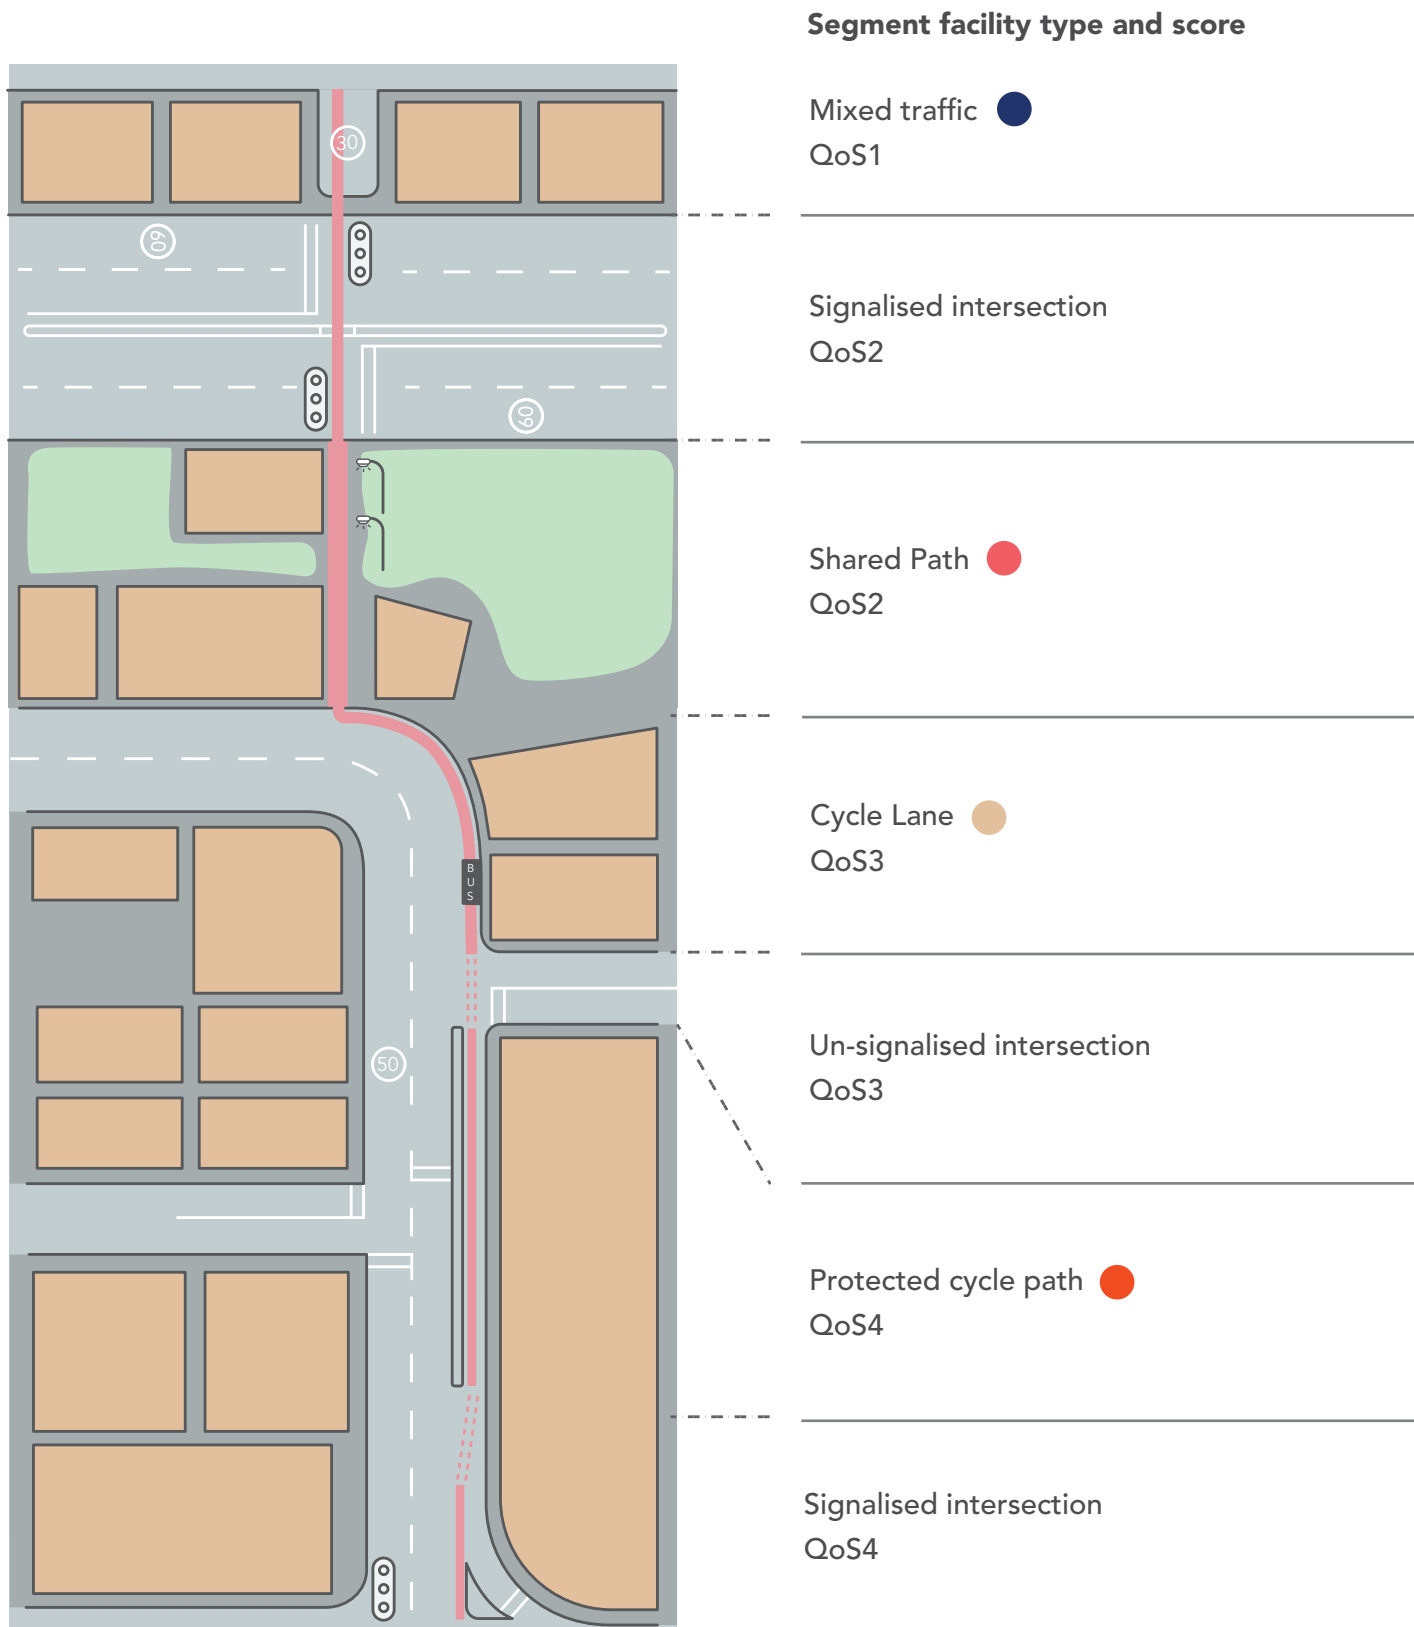 Segment facility type and score
Mixed traffic
QoS1
30
60
Signalised intersection
QoS2
60
Shared Path
QoS2
Cycle Lane
QoS3
BUS
Un-signalised intersection
QoS3
50
Protected cycle path
QoS4
Signalised intersection
QoS4